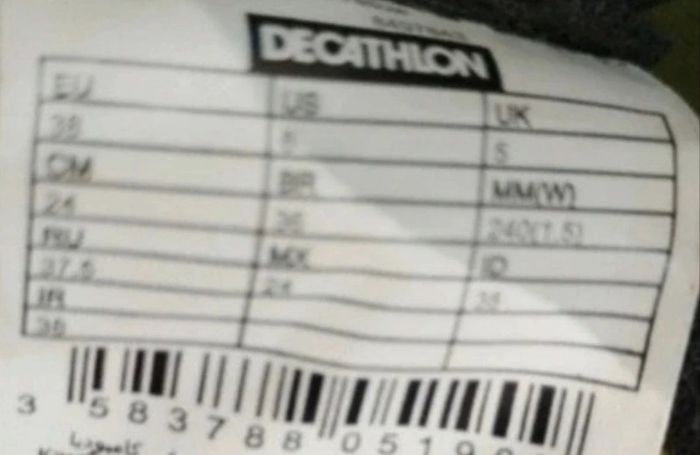 DECATHLON
EU US UK
38 5
CM BR MM(W)
24 36 240(1.5)
RU MX ID
37.5 24 38
IR
38
3 583788 0519
كامبوديا